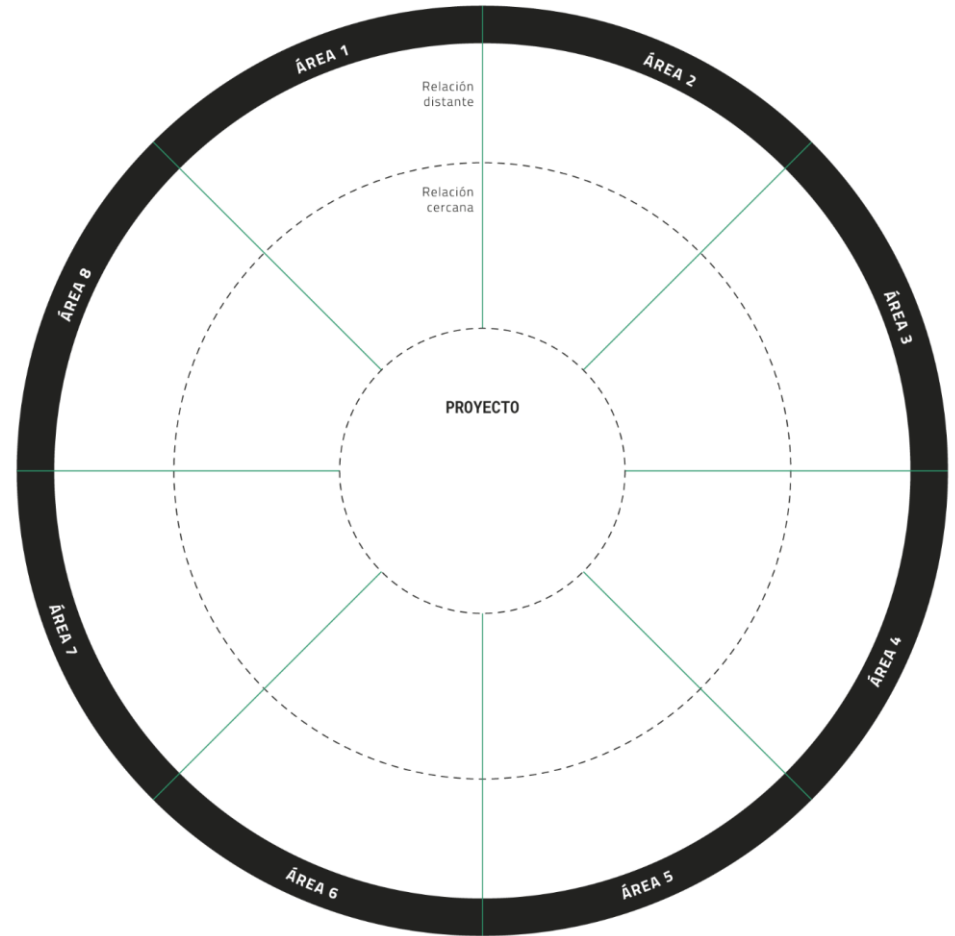 ÁREA 1
ÁREA 2
Relación
distante
Relación
cercana
ÁREA 8
ÁREA 3
PROYECTO
ÁREA 7
ÁREA 4
ÁREA 6
ÁREA 5